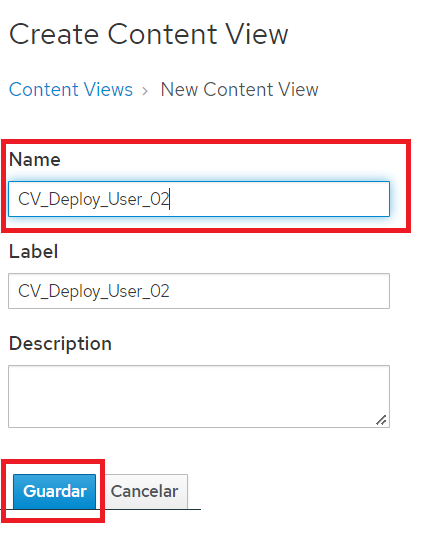 Create Content View
Content Views › New Content View
Name
CV_Deploy_User_02
Label
CV_Deploy_User_02
Description
Guardar Cancelar